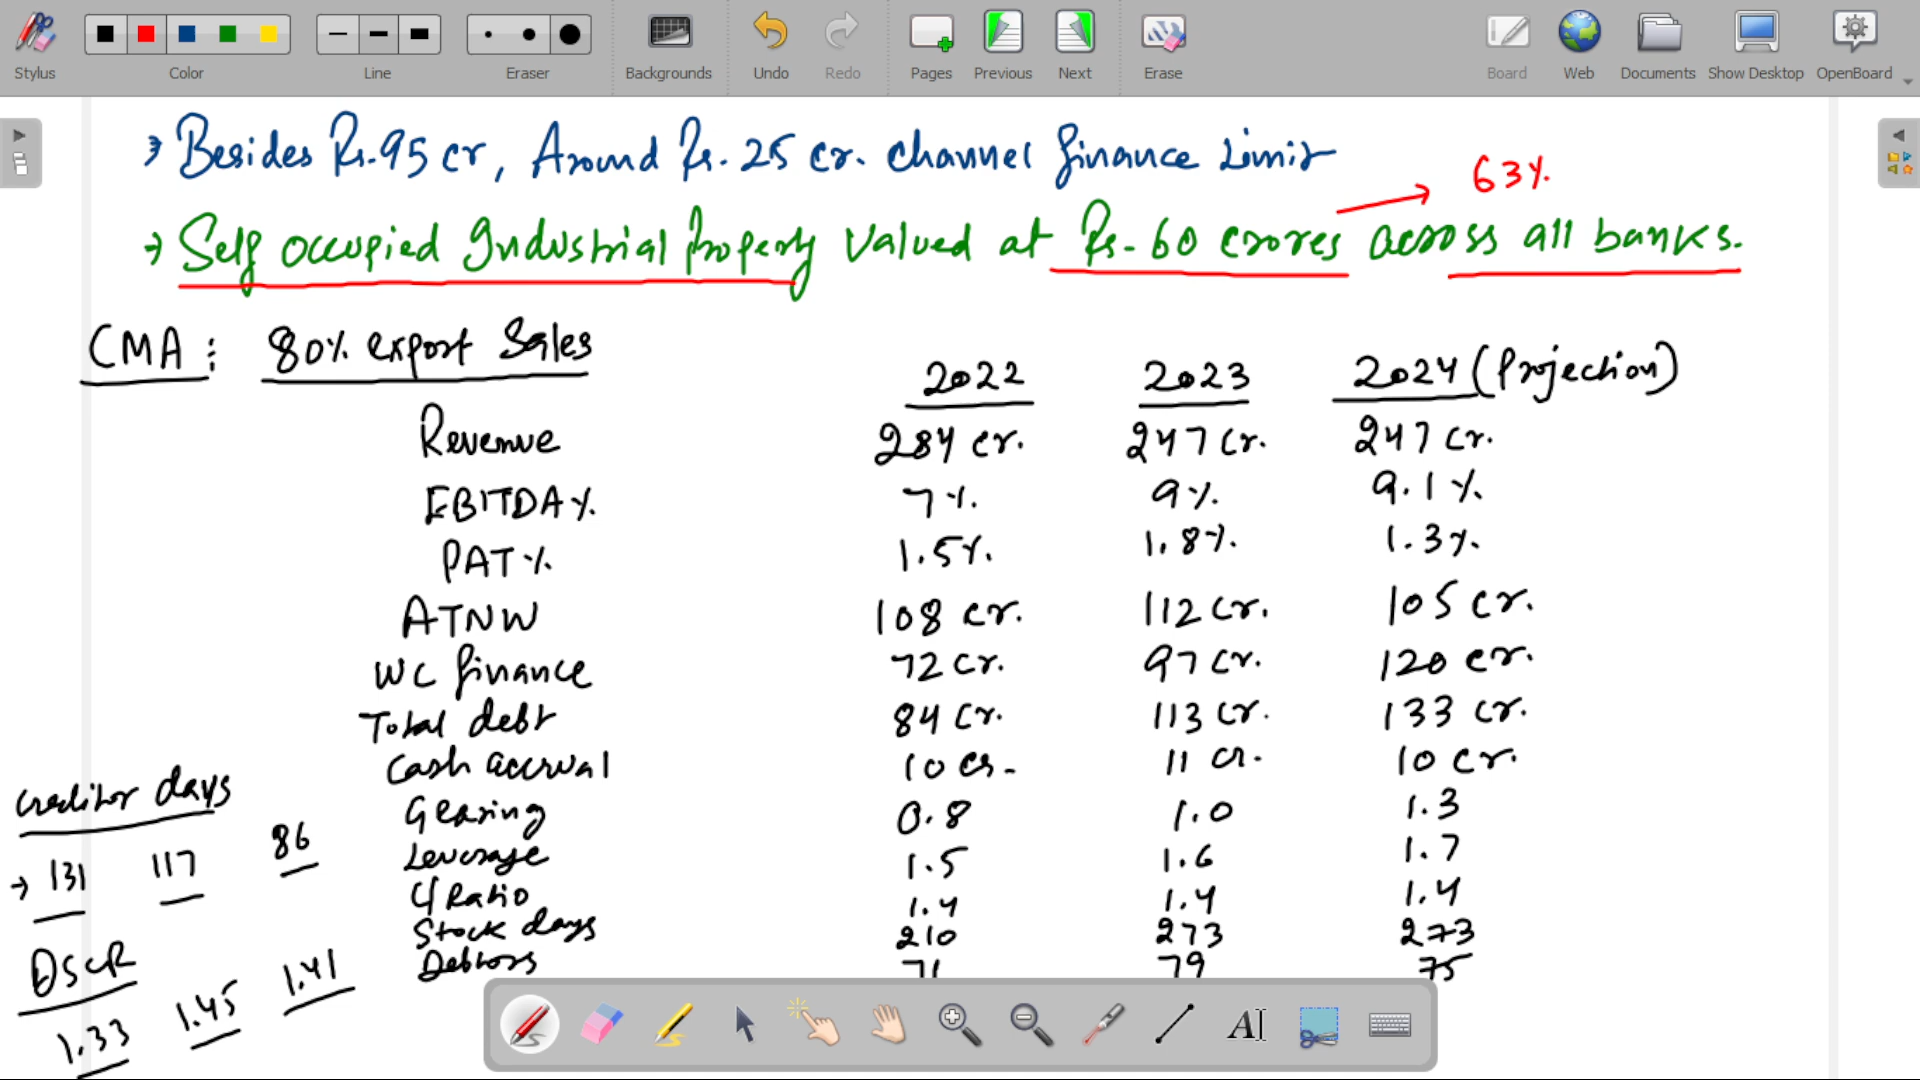 Stylus Color Line Eraser Backgrounds Undo Redo Pages Previous Next Erase Board Web Documents Show Desktop OpenBoard
→ Besides Rs. 95 cr, Around Rs. 25 cr. channel finance Limit
63%
→ Self occupied Industrial Property valued at Rs. 60 crores across all banks.
CMA: 80% export Sales
2022 2023 2024 (Projection)
Revenue 284 cr. 247 cr. 247 cr.
EBITDA% 7% 9% 9.1%
PAT% 1.5% 1.8% 1.3%
ATNW 108 cr. 112 cr. 105 cr.
WC finance 72 cr. 97 cr. 120 cr.
Total debt 84 cr. 113 cr. 133 cr.
Cash accrual 10 cr. 11 cr. 10 cr.
Gearing 0.8 1.0 1.3
Leverage 1.5 1.6 1.7
C/Ratio 1.4 1.4 1.4
Stock days 210 273 273
Debtors 71 79 75
creditor days
→ 131 117 86
DSCR
1.33 1.45 1.41